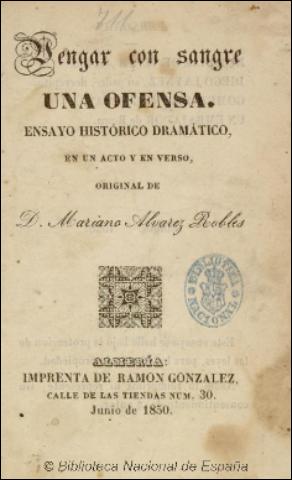 Vengar con sangre
UNA OFENSA.
ENSAYO HISTÓRICO DRAMÁTICO,
EN UN ACTO Y EN VERSO,
ORIGINAL DE
D. Mariano Alvarez Robles
BIBLIOTECA
NACIONAL
ALMERÍA:
IMPRENTA DE RAMON GONZALEZ,
CALLE DE LAS TIENDAS NUM. 30.
Junio de 1850.
© Biblioteca Nacional de España